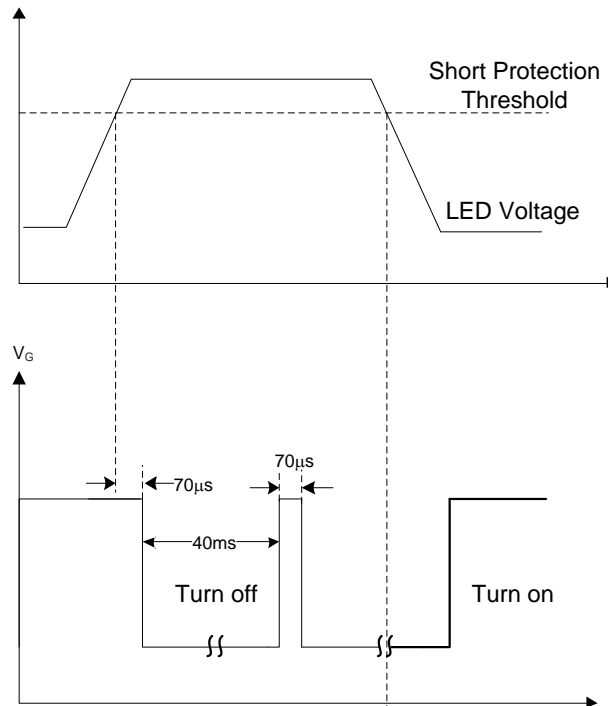 Short Protection
Threshold
LED Voltage
VG
70μs
70μs
40ms
Turn off
Turn on